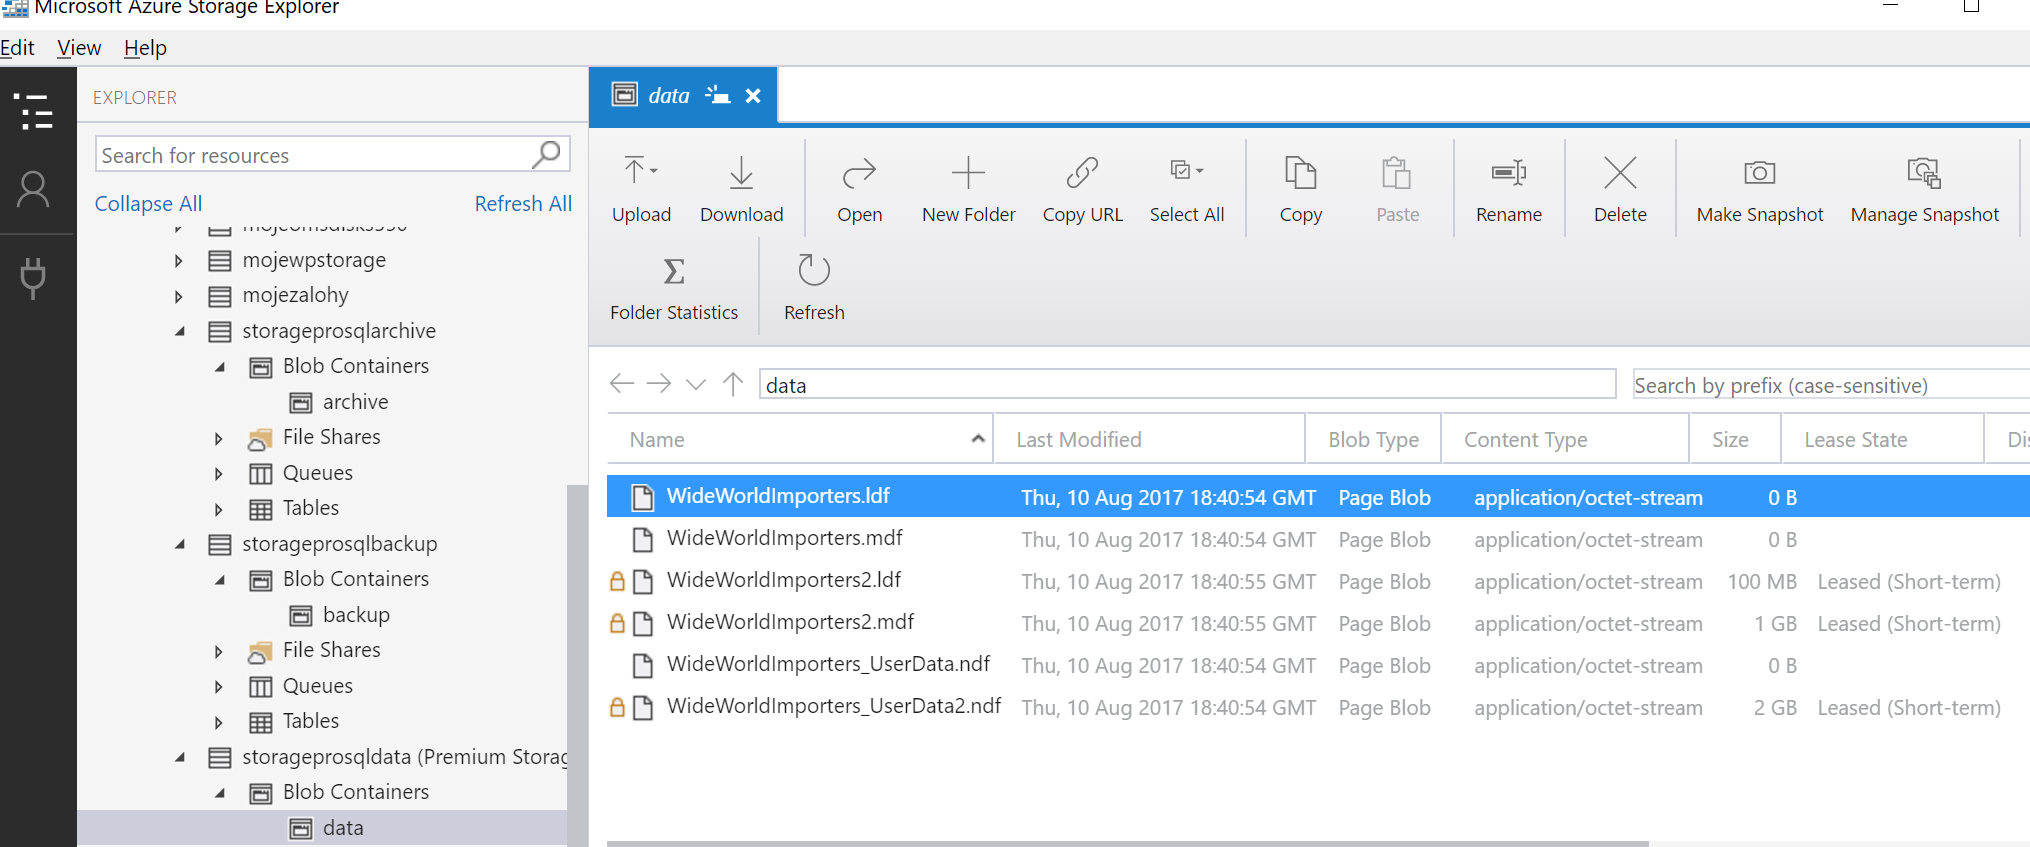 Microsoft Azure Storage Explorer
Edit View Help
EXPLORER
Search for resources
Collapse All Refresh All
mojewpstorage
mojezalohy
storageprosqlarchive
Blob Containers
archive
File Shares
Queues
Tables
storageprosqlbackup
Blob Containers
backup
File Shares
Queues
Tables
storageprosqldata (Premium Storag
Blob Containers
data
data
Upload Download Open New Folder Copy URL Select All Copy Paste Rename Delete Make Snapshot Manage Snapshot
Folder Statistics Refresh
data Search by prefix (case-sensitive)
Name Last Modified Blob Type Content Type Size Lease State
WideWorldImporters.ldf Thu, 10 Aug 2017 18:40:54 GMT Page Blob application/octet-stream 0 B
WideWorldImporters.mdf Thu, 10 Aug 2017 18:40:54 GMT Page Blob application/octet-stream 0 B
WideWorldImporters2.ldf Thu, 10 Aug 2017 18:40:55 GMT Page Blob application/octet-stream 100 MB Leased (Short-term)
WideWorldImporters2.mdf Thu, 10 Aug 2017 18:40:55 GMT Page Blob application/octet-stream 1 GB Leased (Short-term)
WideWorldImporters_UserData.ndf Thu, 10 Aug 2017 18:40:54 GMT Page Blob application/octet-stream 0 B
WideWorldImporters_UserData2.ndf Thu, 10 Aug 2017 18:40:54 GMT Page Blob application/octet-stream 2 GB Leased (Short-term)